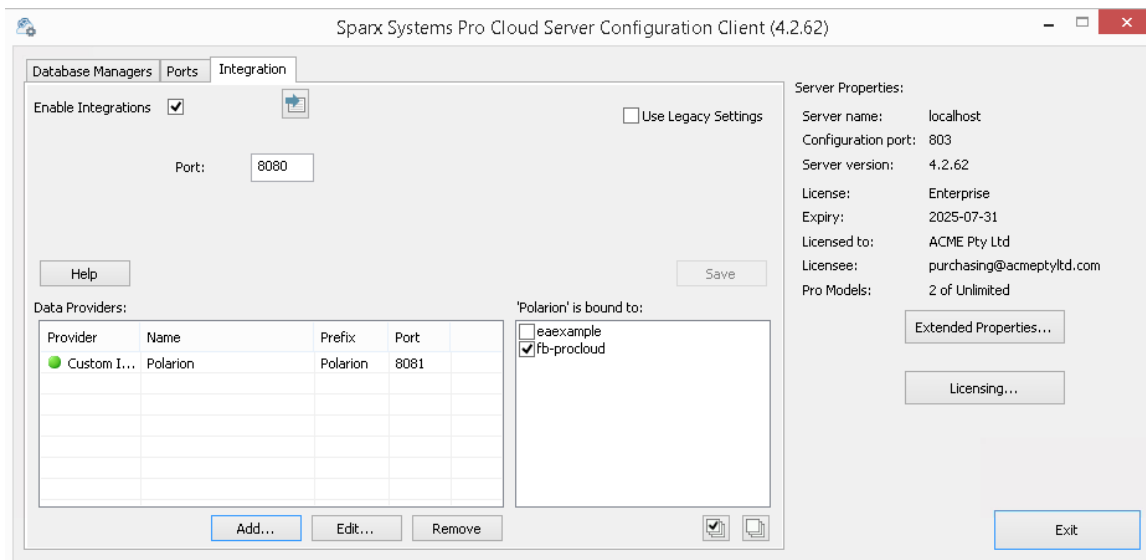 Sparx Systems Pro Cloud Server Configuration Client (4.2.62)
Database Managers Ports Integration
Enable Integrations
Use Legacy Settings
Port: 8080
Help
Save
Data Providers:
Provider Name Prefix Port
Custom I... Polarion Polarion 8081
Add... Edit... Remove
'Polarion' is bound to:
eaexample
fb-procloud
Server Properties:
Server name: localhost
Configuration port: 803
Server version: 4.2.62
License: Enterprise
Expiry: 2025-07-31
Licensed to: ACME Pty Ltd
Licensee: purchasing@acmeptyltd.com
Pro Models: 2 of Unlimited
Extended Properties...
Licensing...
Exit